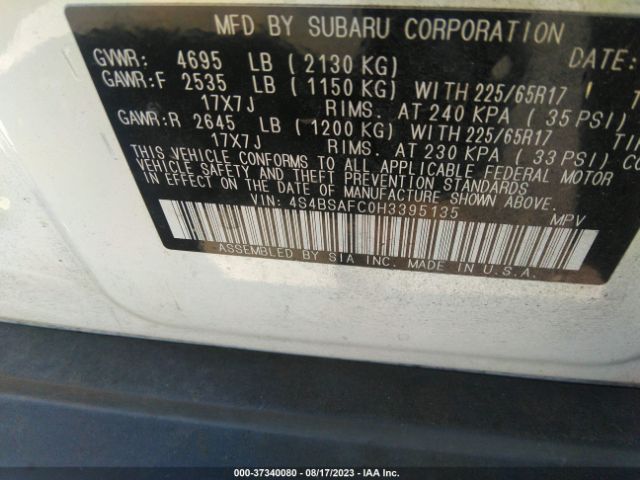 MFD BY SUBARU CORPORATION DATE:
GVWR: 4695 LB ( 2130 KG)
GAWR:F 2535 LB ( 1150 KG) WITH 225/65R17
17X7J RIMS. AT 240 KPA ( 35 PSI)
GAWR:R 2645 LB ( 1200 KG) WITH 225/65R17
17X7J RIMS. AT 230 KPA ( 33 PSI)
THIS VEHICLE CONFORMS TO ALL APPLICABLE FEDERAL MOTOR
VEHICLE SAFETY AND THEFT PREVENTION STANDARDS
IN EFFECT ON THE DATE OF MANUFACTURE SHOWN ABOVE.
VIN: 4S4BSAFC0H3395135 MPV
ASSEMBLED BY SIA INC. MADE IN U.S.A.
000-37340080 - 08/17/2023 - IAA Inc.